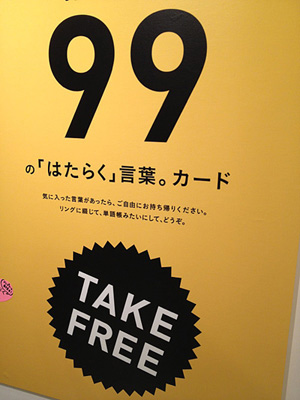 99
の「はたらく」言葉。カード
気に入った言葉があったら、ご自由にお持ち帰りください。
リングに綴じて、単語帳みたいにして、どうぞ。
TAKE
FREE